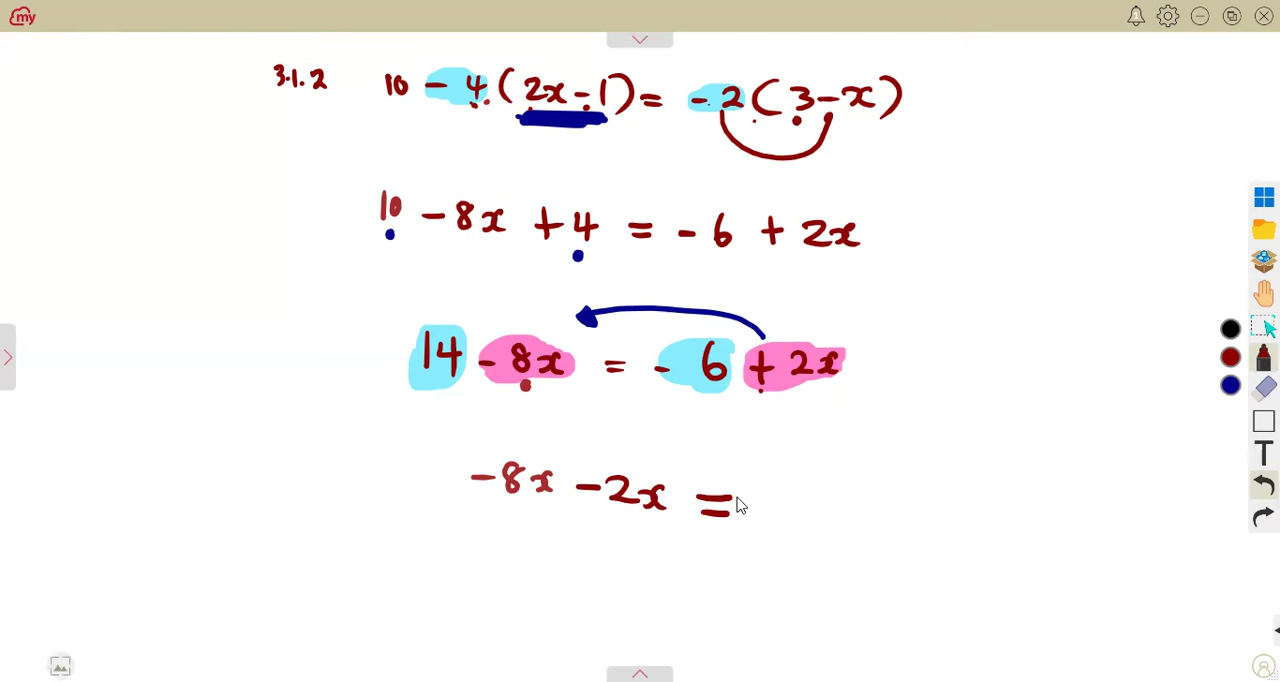 my
3.1.2 10 - 4(2x - 1) = -2(3 - x)
10 - 8x + 4 = -6 + 2x
14 - 8x = -6 + 2x
-8x - 2x =
T